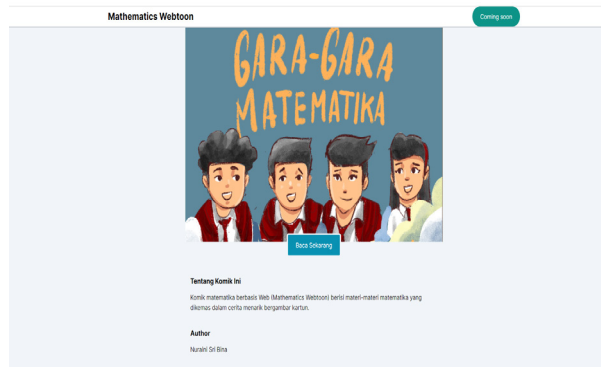 Mathematics Webtoon
Coming soon
GARA-GARA
MATEMATIKA
Baca Sekarang
Tentang Komik Ini
Komik matematika berbasis Web (Mathematics Webtoon) berisi materi-materi matematika yang
dikemas dalam cerita menarik bergambar kartun.
Author
Nuraini Sri Bina